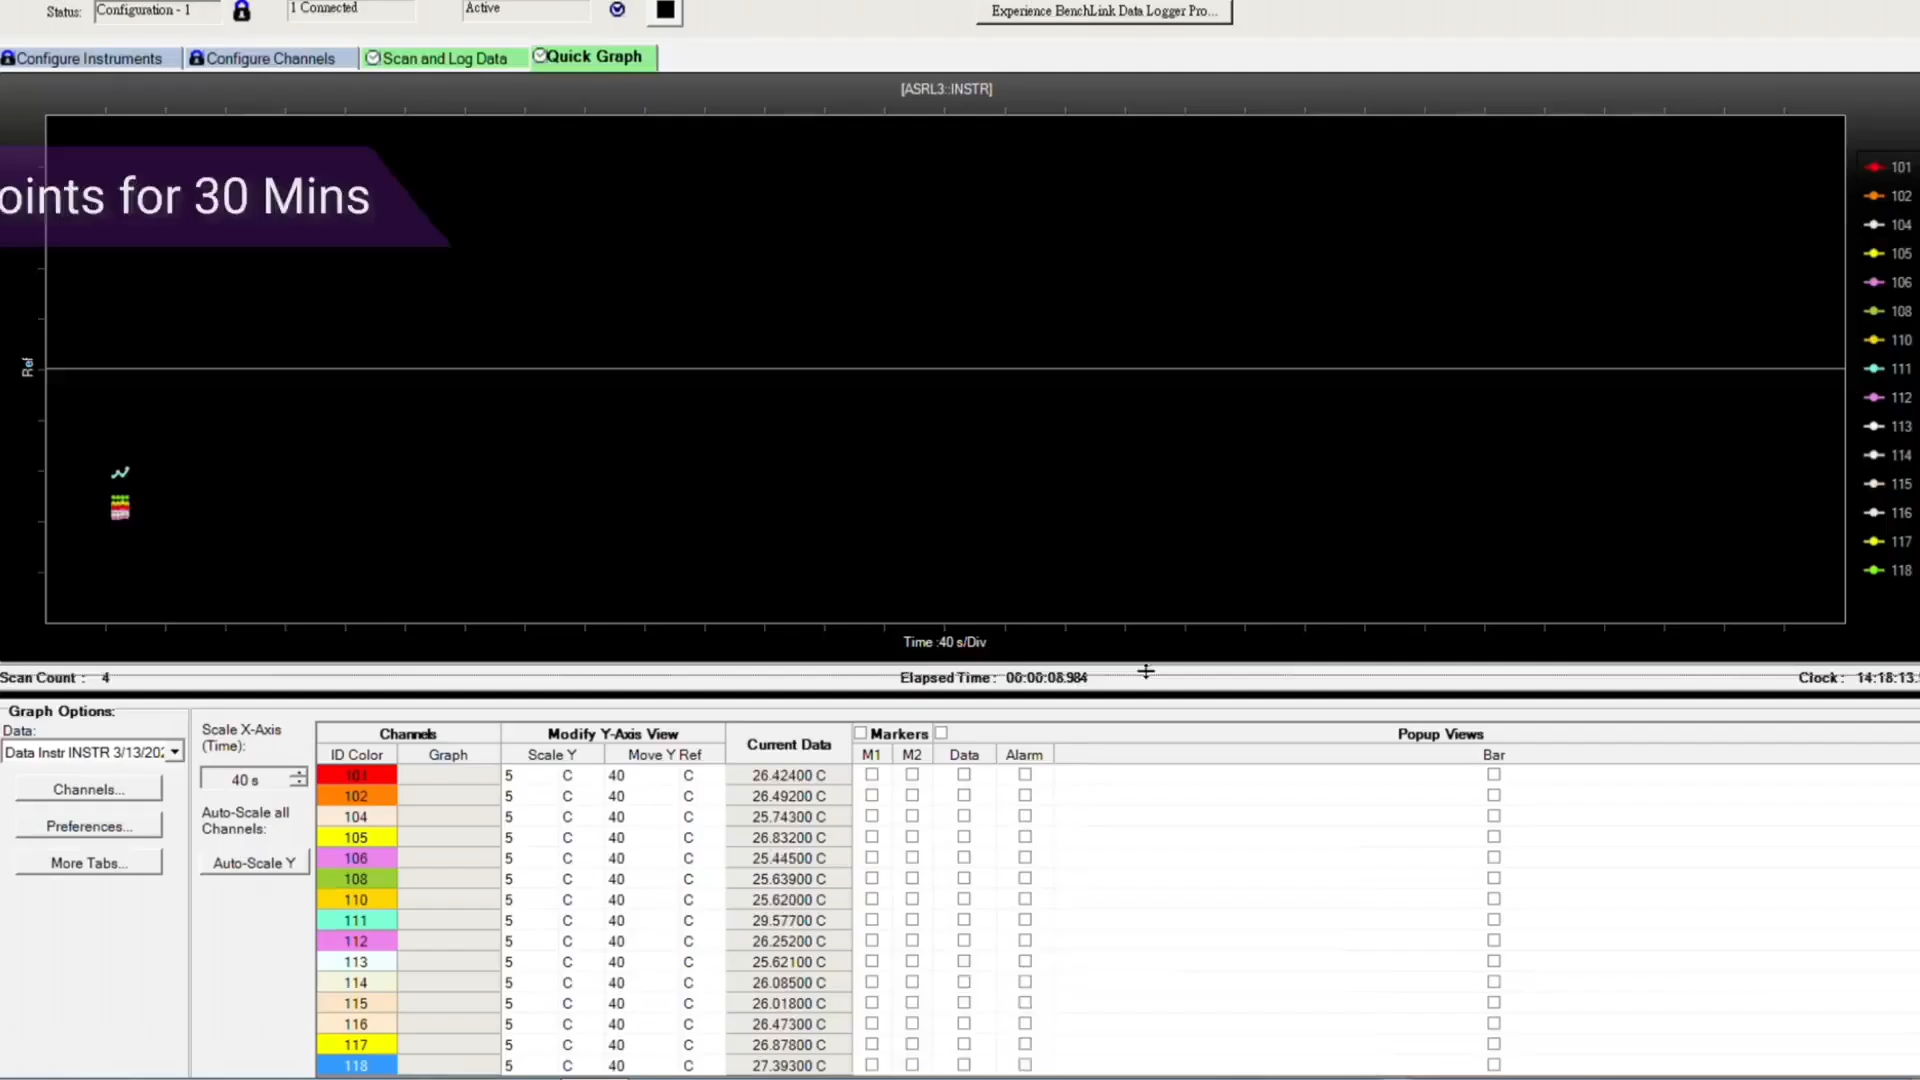 Status: Configuration - 1 1 Connected Active Experience BenchLink Data Logger Pro...
Configure Instruments Configure Channels Scan and Log Data Quick Graph
[ASRL3::INSTR]
oints for 30 Mins
Ref
101
102
104
105
106
108
110
111
112
113
114
115
116
117
118
Time :40 s/Div
Scan Count : 4 Elapsed Time : 00:00:08.984 Clock : 14:18:13.
Graph Options:
Data:
Data Instr INSTR 3/13/202
Channels...
Preferences...
More Tabs...
Scale X-Axis
(Time):
40 s
Auto-Scale all
Channels:
Auto-Scale Y
Channels Modify Y-Axis View Current Data Markers Popup Views
ID Color Graph Scale Y Move Y Ref M1 M2 Data Alarm Bar
101 5 C 40 C 26.42400 C
102 5 C 40 C 26.49200 C
104 5 C 40 C 25.74300 C
105 5 C 40 C 26.83200 C
106 5 C 40 C 25.44500 C
108 5 C 40 C 25.63900 C
110 5 C 40 C 25.62000 C
111 5 C 40 C 29.57700 C
112 5 C 40 C 26.25200 C
113 5 C 40 C 25.62100 C
114 5 C 40 C 26.08500 C
115 5 C 40 C 26.01800 C
116 5 C 40 C 26.47300 C
117 5 C 40 C 26.87800 C
118 5 C 40 C 27.39300 C